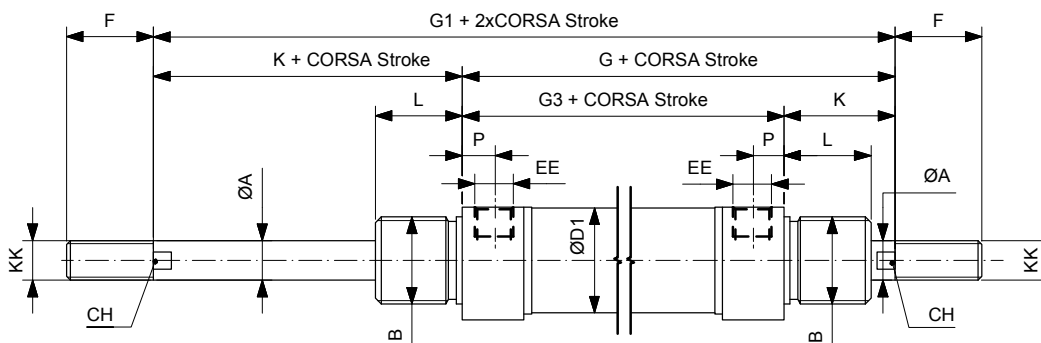 F
G1 + 2xCORSA Stroke
F
K + CORSA Stroke
G + CORSA Stroke
L
G3 + CORSA Stroke
K
P
P
L
EE
EE
ØA
ØA
KK
ØD1
KK
CH
B
B
CH